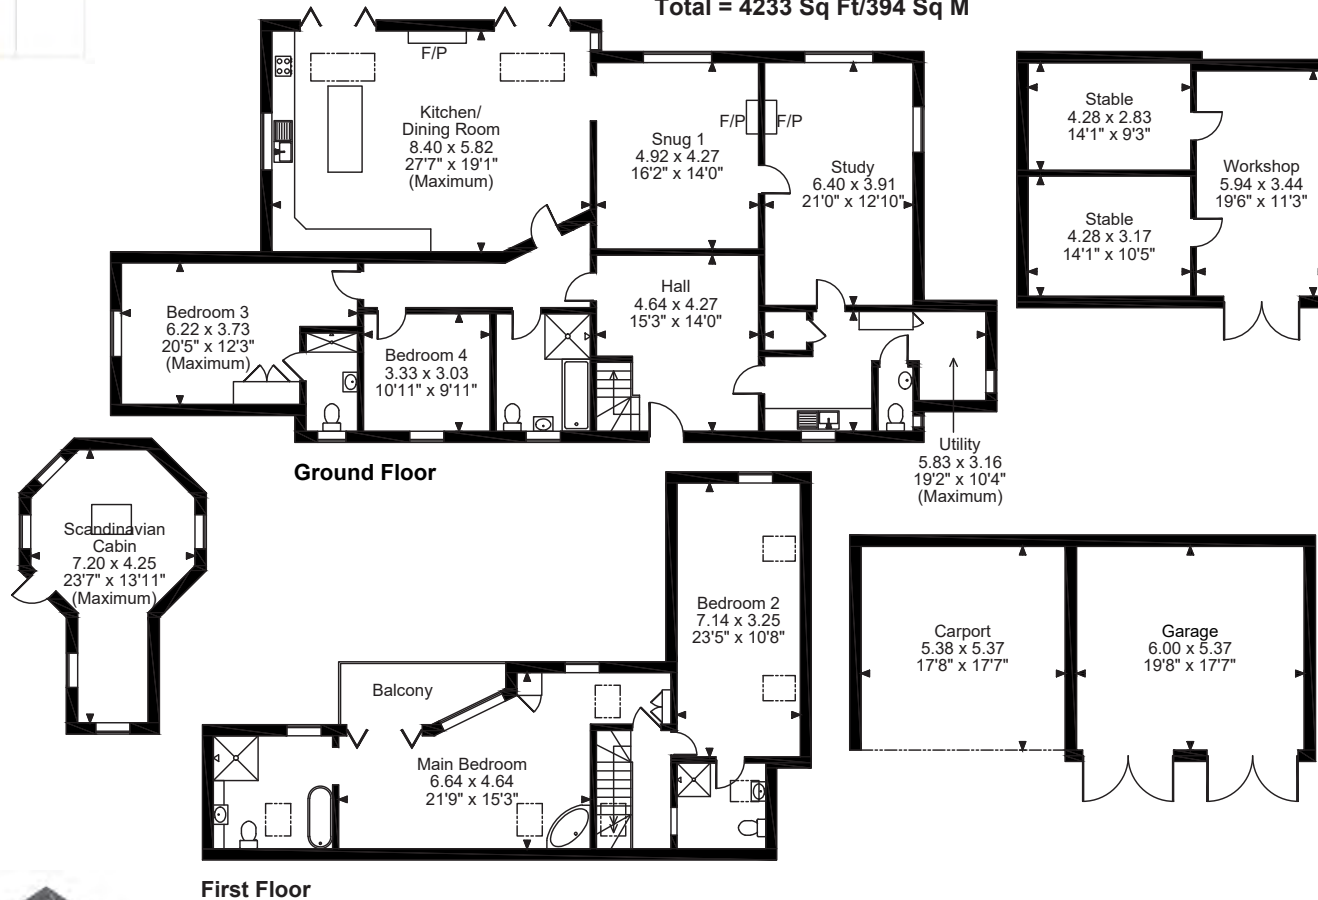 Total = 4233 Sq Ft/394 Sq M
F/P
Kitchen/
Dining Room
8.40 x 5.82
27'7" x 19'1"
(Maximum)
Snug 1
4.92 x 4.27
16'2" x 14'0"
F/P
F/P
Study
6.40 x 3.91
21'0" x 12'10"
Stable
4.28 x 2.83
14'1" x 9'3"
Workshop
5.94 x 3.44
19'6" x 11'3"
Stable
4.28 x 3.17
14'1" x 10'5"
Bedroom 3
6.22 x 3.73
20'5" x 12'3"
(Maximum)
Bedroom 4
3.33 x 3.03
10'11" x 9'11"
Hall
4.64 x 4.27
15'3" x 14'0"
Utility
5.83 x 3.16
19'2" x 10'4"
(Maximum)
Ground Floor
Scandinavian
Cabin
7.20 x 4.25
23'7" x 13'11"
(Maximum)
Bedroom 2
7.14 x 3.25
23'5" x 10'8"
Carport
5.38 x 5.37
17'8" x 17'7"
Garage
6.00 x 5.37
19'8" x 17'7"
Balcony
Main Bedroom
6.64 x 4.64
21'9" x 15'3"
First Floor